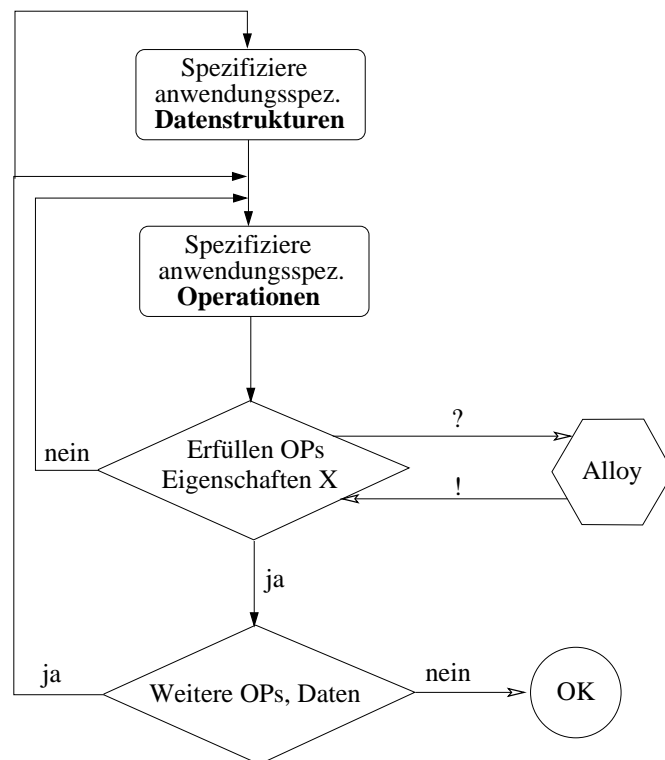 Spezifiziere
anwendungsspez.
Datenstrukturen
Spezifiziere
anwendungsspez.
Operationen
?
nein
Erfüllen OPs
Eigenschaften X
Alloy
!
ja
ja
nein
Weitere OPs, Daten
OK